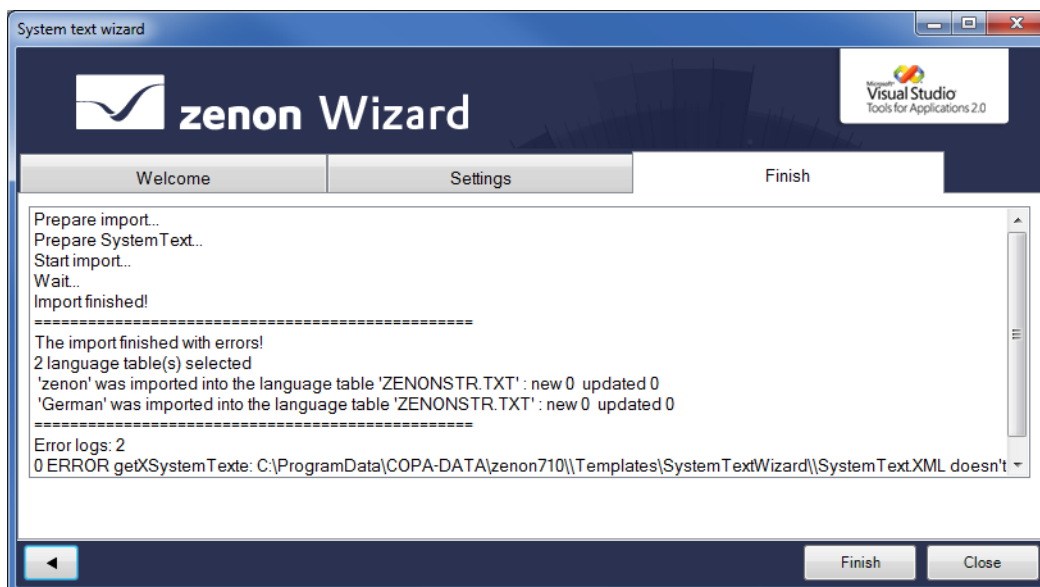 System text wizard
zenon Wizard
Microsoft
Visual Studio
Tools for Applications 2.0
Welcome
Settings
Finish
Prepare import...
Prepare SystemText...
Start import...
Wait...
Import finished!
=================================================
The import finished with errors!
2 language table(s) selected
'zenon' was imported into the language table 'ZENONSTR.TXT' : new 0 updated 0
'German' was imported into the language table 'ZENONSTR.TXT' : new 0 updated 0
=================================================
Error logs: 2
0 ERROR getXSystemTexte: C:\ProgramData\COPA-DATA\zenon710\\Templates\SystemTextWizard\\SystemText.XML doesn't
Finish
Close